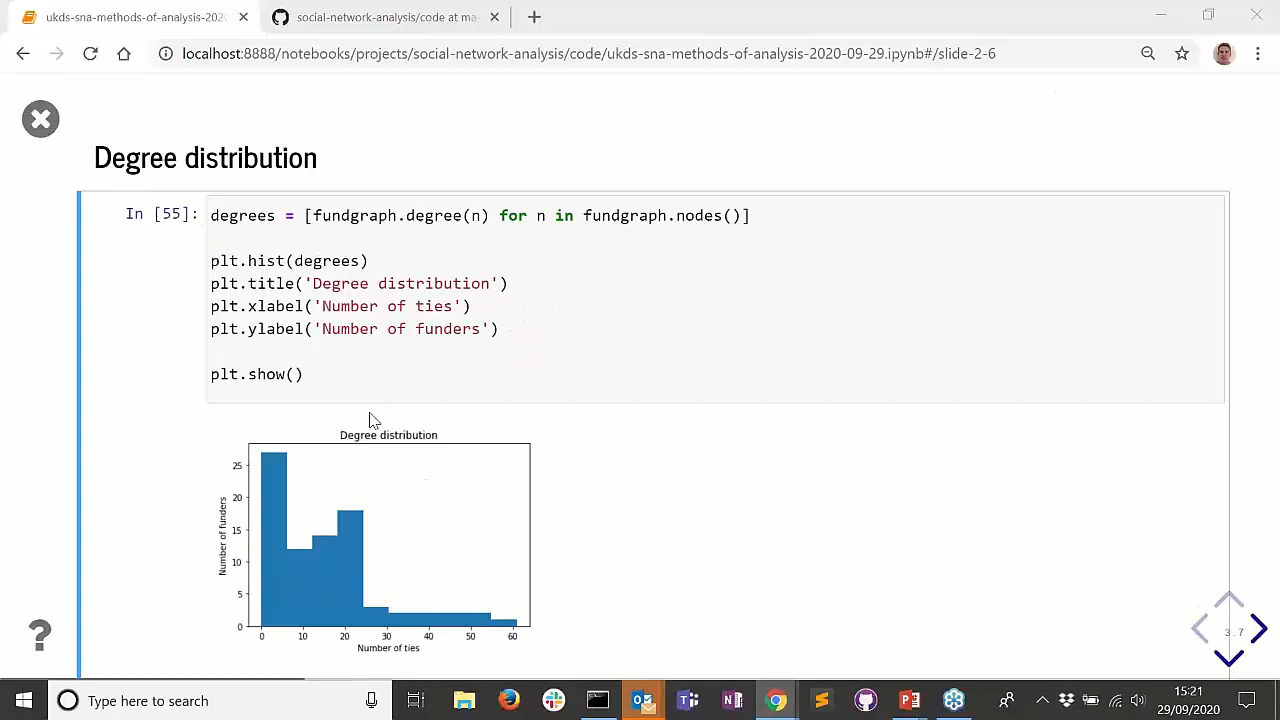 ukds-sna-methods-of-analysis-202
social-network-analysis/code at ma
localhost:8888/notebooks/projects/social-network-analysis/code/ukds-sna-methods-of-analysis-2020-09-29.ipynb#/slide-2-6
Degree distribution
In [55]:
degrees = [fundgraph.degree(n) for n in fundgraph.nodes()]
plt.hist(degrees)
plt.title('Degree distribution')
plt.xlabel('Number of ties')
plt.ylabel('Number of funders')
plt.show()
Degree distribution
25
20
15
10
5
0
Number of funders
0 10 20 30 40 50 60
Number of ties
3.7
?
Type here to search
15:21
29/09/2020